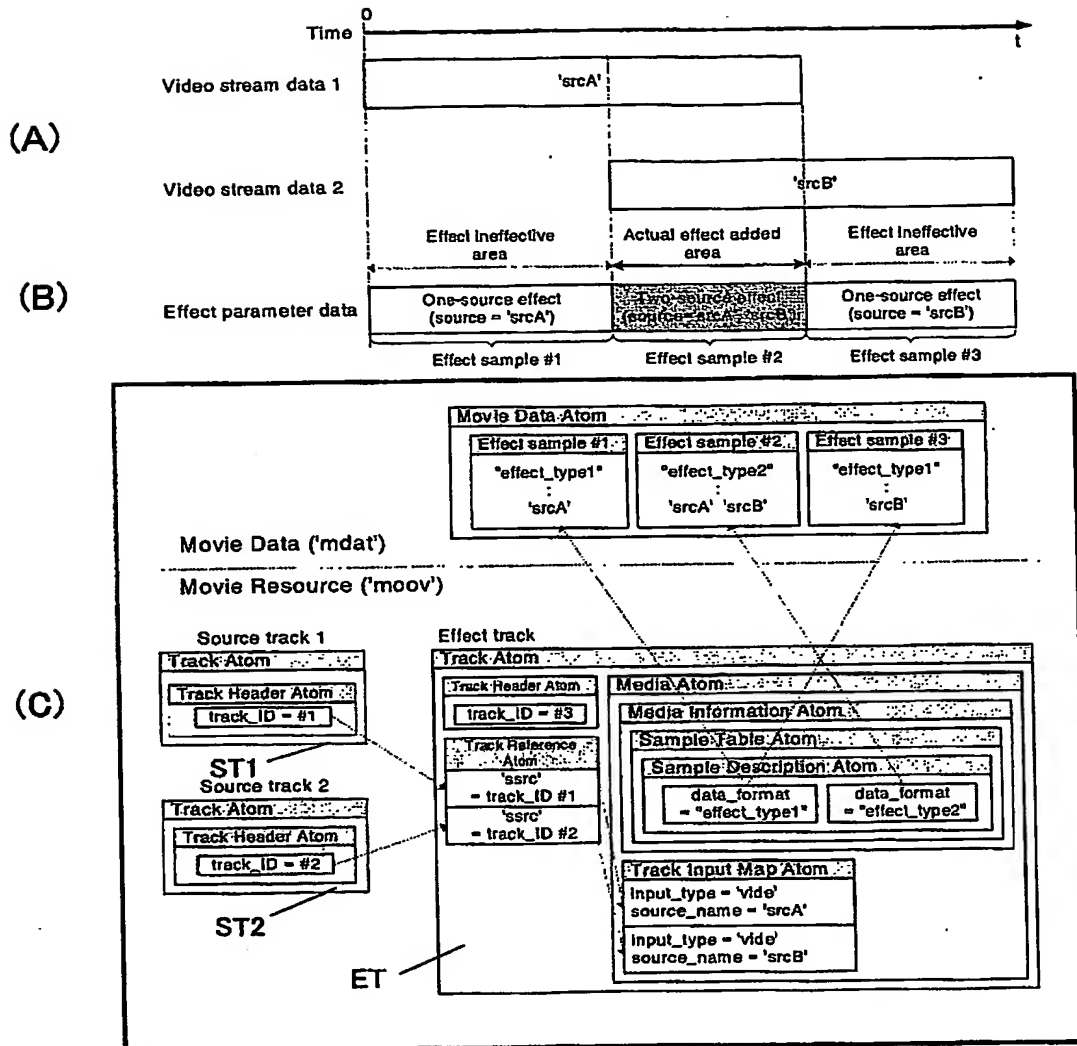 0
Time
t
Video stream data 1
'srcA'
(A)
Video stream data 2
'srcB'
Effect ineffective area
Actual effect added area
Effect ineffective area
(B)
Effect parameter data
One-source effect
(source = 'srcA')
Two-source effect
(source='srcA' 'srcB')
One-source effect
(source = 'srcB')
Effect sample #1
Effect sample #2
Effect sample #3
Movie Data Atom
Effect sample #1
"effect_type1"
:
'srcA'
Effect sample #2
"effect_type2"
:
'srcA' 'srcB'
Effect sample #3
"effect_type1"
:
'srcB'
Movie Data ('mdat')
Movie Resource ('moov')
(C)
Source track 1
Track Atom
Track Header Atom
track_ID = #1
ST1
Source track 2
Track Atom
Track Header Atom
track_ID = #2
ST2
Effect track
Track Atom
Track Header Atom
track_ID = #3
Track Reference
Atom
'ssrc'
= track_ID #1
'ssrc'
= track_ID #2
Media Atom
Media Information Atom
Sample Table Atom
Sample Description Atom
data_format
= "effect_type1"
data_format
= "effect_type2"
Track Input Map Atom
input_type = 'vide'
source_name = 'srcA'
input_type = 'vide'
source_name = 'srcB'
ET